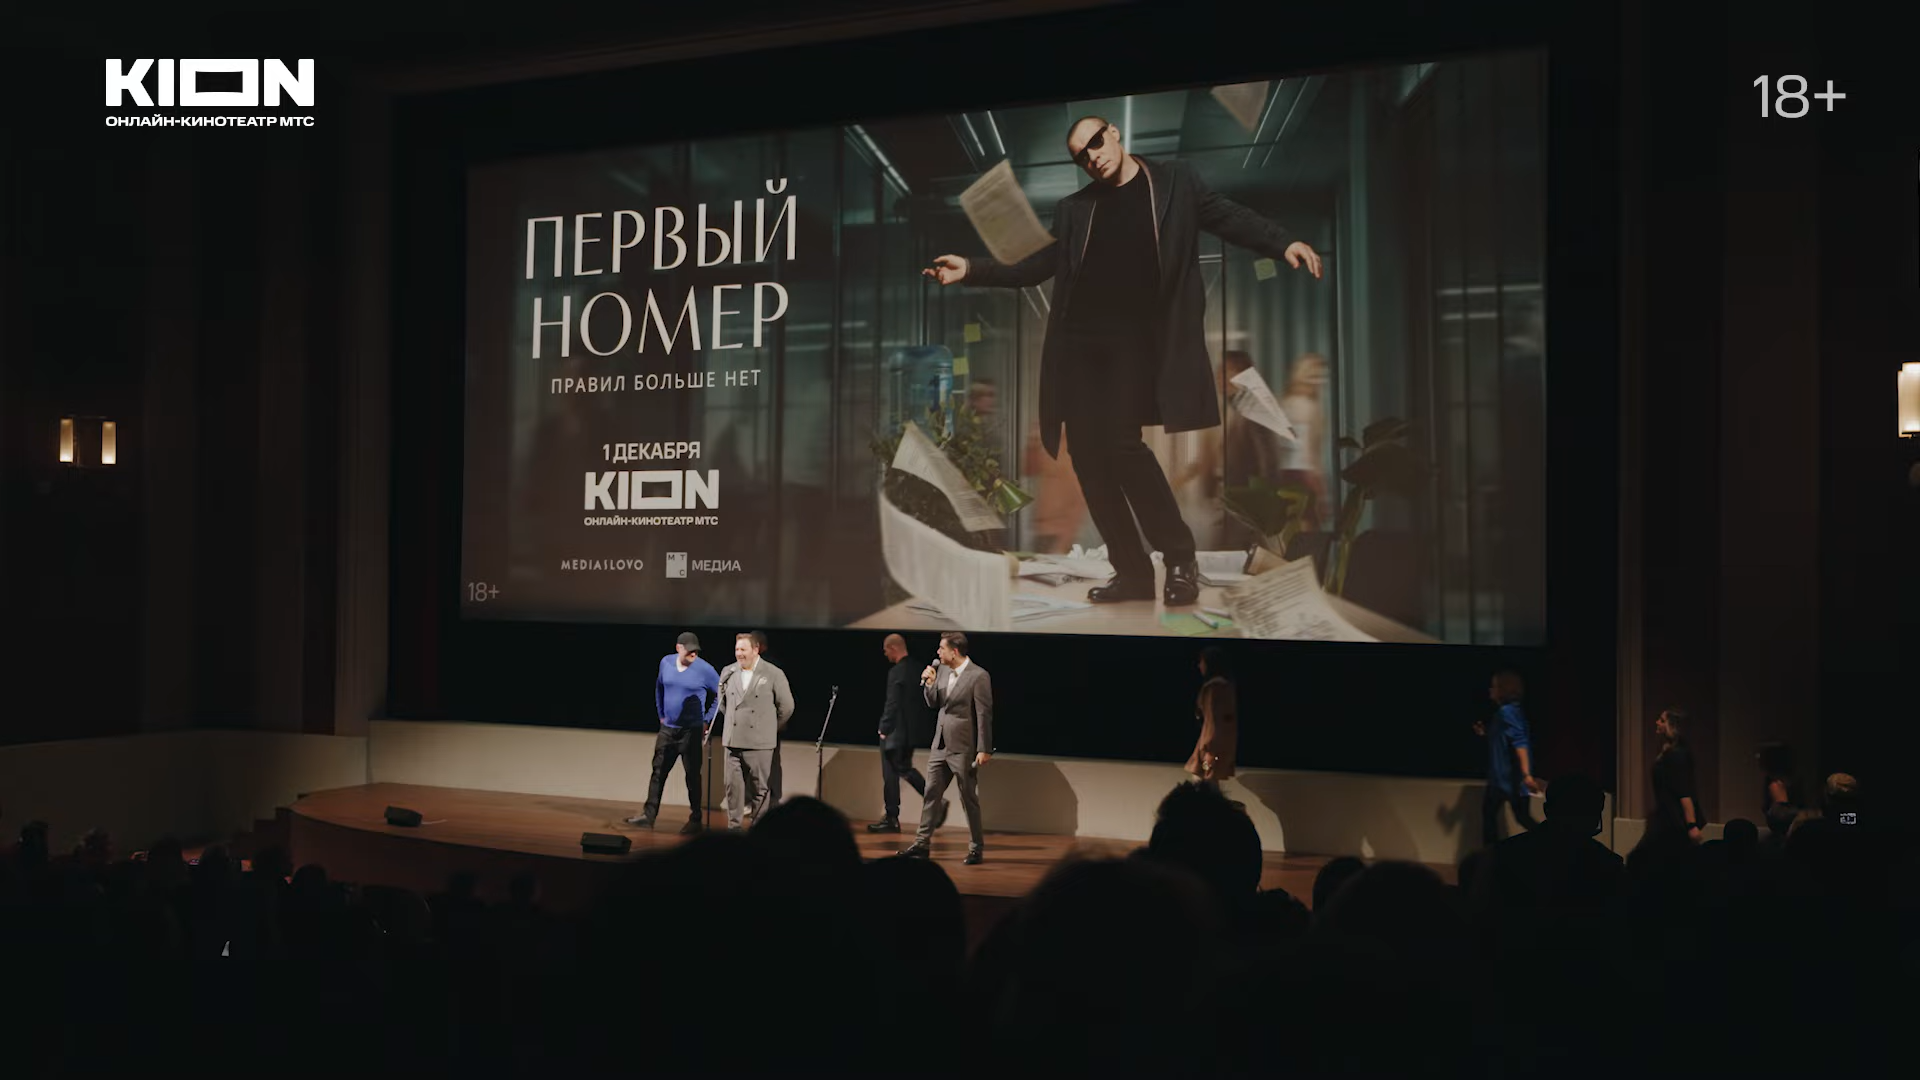 KION
ОНЛАЙН-КИНОТЕАТР МТС
18+
ПЕРВЫЙ
НОМЕР
ПРАВИЛ БОЛЬШЕ НЕТ
1 ДЕКАБРЯ
KION
ОНЛАЙН-КИНОТЕАТР МТС
MEDIASLOVO
МТС
МЕДИА
18+